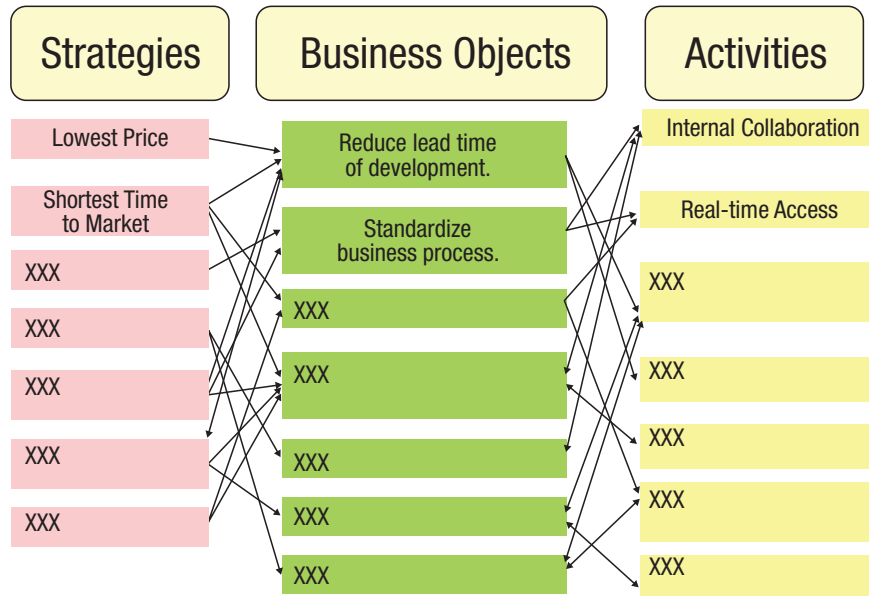 Strategies
Business Objects
Activities
Lowest Price
Shortest Time
to Market
XXX
XXX
XXX
XXX
XXX
Reduce lead time
of development.
Standardize
business process.
XXX
XXX
XXX
XXX
XXX
Internal Collaboration
Real-time Access
XXX
XXX
XXX
XXX
XXX